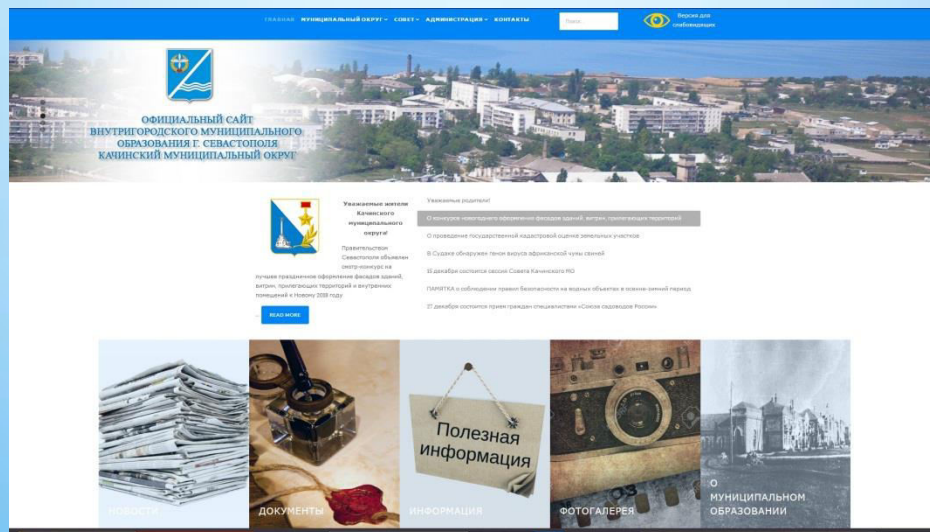 ГЛАВНАЯ МУНИЦИПАЛЬНЫЙ ОКРУГ СОВЕТ АДМИНИСТРАЦИЯ КОНТАКТЫ
Поиск
Версия для
слабовидящих
ОФИЦИАЛЬНЫЙ САЙТ
ВНУТРИГОРОДСКОГО МУНИЦИПАЛЬНОГО
ОБРАЗОВАНИЯ Г. СЕВАСТОПОЛЯ
КАЧИНСКИЙ МУНИЦИПАЛЬНЫЙ ОКРУГ
Уважаемые жители
Качинского
муниципального
округа!
Правительством
Севастополя объявлен
смотр-конкурс на
лучшее праздничное оформление фасадов зданий,
витрин, прилегающих территорий и внутренних
помещений к Новому 2018 году
... READ MORE
Уважаемые родители!
О конкурсе новогоднего оформления фасадов зданий, витрин, прилегающих территорий
О проведение государственной кадастровой оценке земельных участков
В Судаке обнаружен геном вируса африканской чумы свиней
15 декабря состоится сессия Совета Качинского МО
ПАМЯТКА о соблюдении правил безопасности на водных объектах в осенне-зимний период
27 декабря состоится прием граждан специалистами «Союза садоводов России»
НОВОСТИ
ДОКУМЕНТЫ
Полезная
информация
ИНФОРМАЦИЯ
ФОТОГАЛЕРЕЯ
О
МУНИЦИПАЛЬНОМ
ОБРАЗОВАНИИ